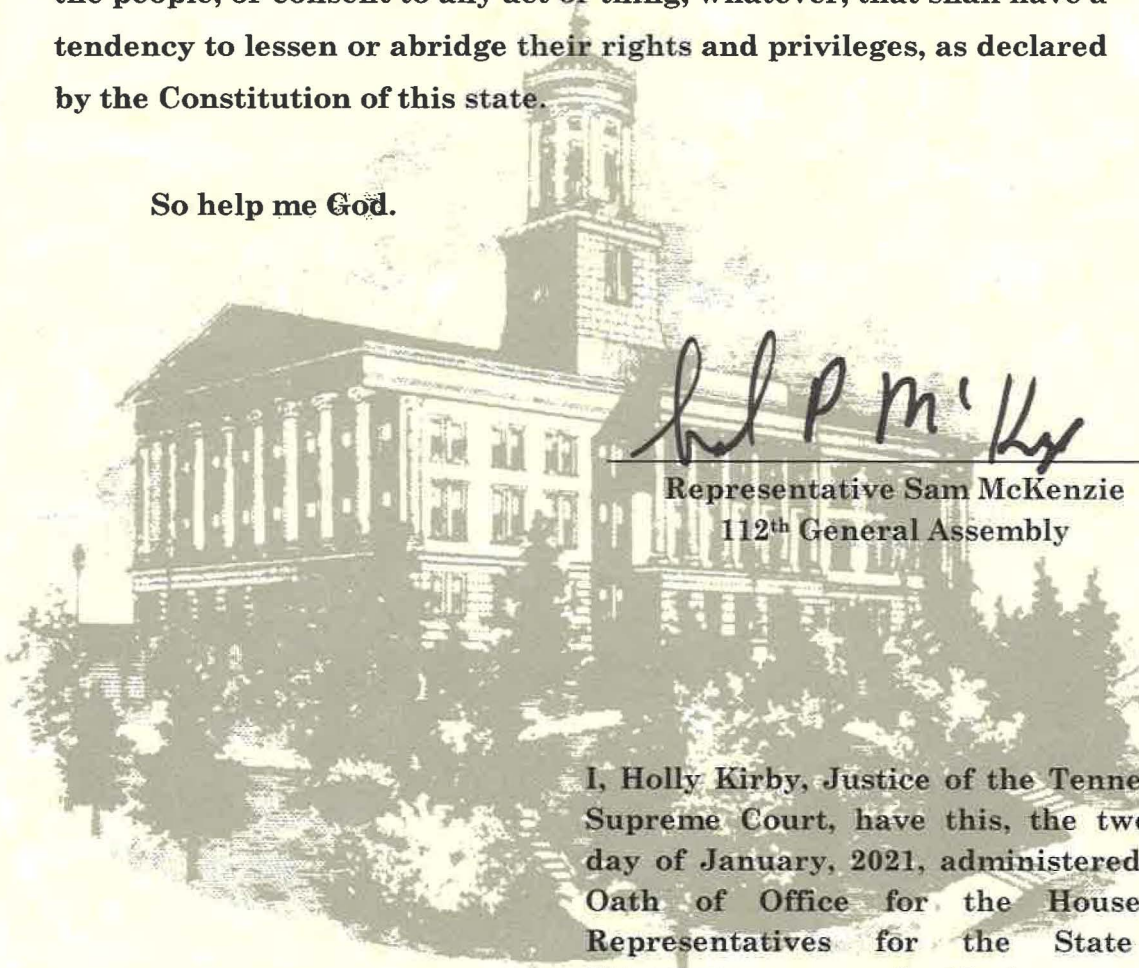 tendency to lessen or abridge their rights and privileges, as declared
by the Constitution of this state.
So help me God.
Representative Sam McKenzie
112th General Assembly
I, Holly Kirby, Justice of the Tenne
Supreme Court, have this, the twe
day of January, 2021, administered
Oath of Office for the House
Representatives for the State